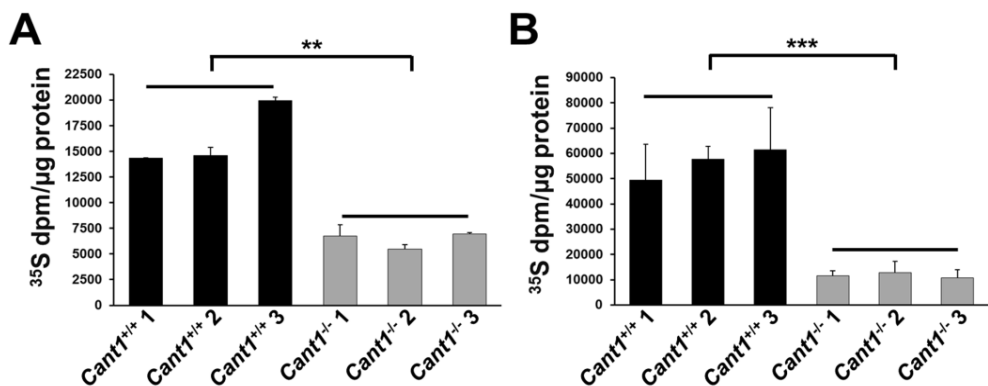 A
**
³⁵S dpm/µg protein
22500
20000
17500
15000
12500
10000
7500
5000
2500
0
Cant1⁺/⁺ 1
Cant1⁺/⁺ 2
Cant1⁺/⁺ 3
Cant1⁻/⁻ 1
Cant1⁻/⁻ 2
Cant1⁻/⁻ 3
B
***
³⁵S dpm/µg protein
90000
80000
70000
60000
50000
40000
30000
20000
10000
0
Cant1⁺/⁺ 1
Cant1⁺/⁺ 2
Cant1⁺/⁺ 3
Cant1⁻/⁻ 1
Cant1⁻/⁻ 2
Cant1⁻/⁻ 3